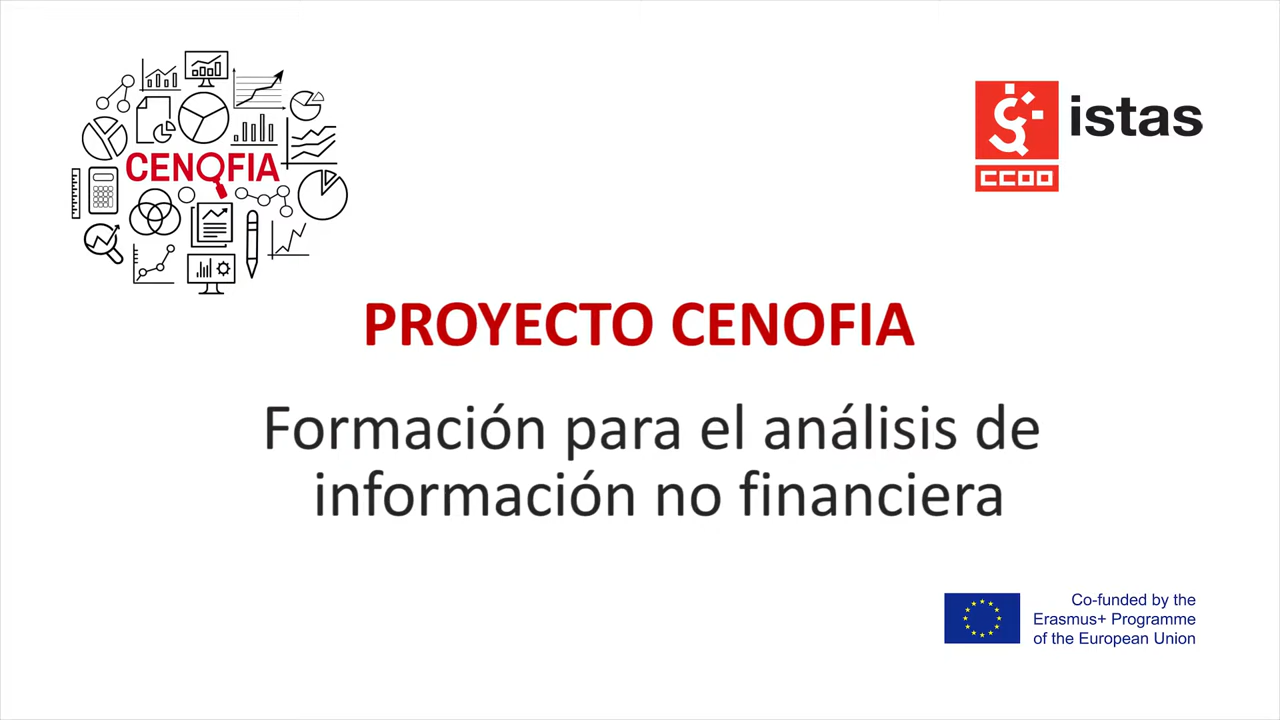 CENOFIA
istas
CCOO
PROYECTO CENOFIA
Formación para el análisis de
información no financiera
Co-funded by the
Erasmus+ Programme
of the European Union